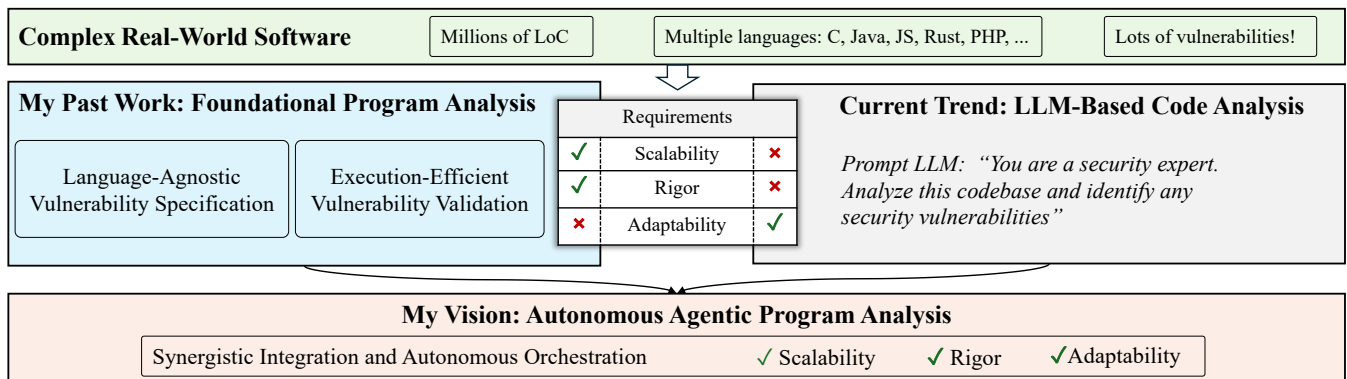 Complex Real-World Software
Millions of LoC
Multiple languages: C, Java, JS, Rust, PHP, ...
Lots of vulnerabilities!
My Past Work: Foundational Program Analysis
Language-Agnostic
Vulnerability Specification
Execution-Efficient
Vulnerability Validation
Requirements
✓ Scalability ×
✓ Rigor ×
× Adaptability ✓
Current Trend: LLM-Based Code Analysis
Prompt LLM: “You are a security expert.
Analyze this codebase and identify any
security vulnerabilities”
My Vision: Autonomous Agentic Program Analysis
Synergistic Integration and Autonomous Orchestration ✓ Scalability ✓ Rigor ✓Adaptability